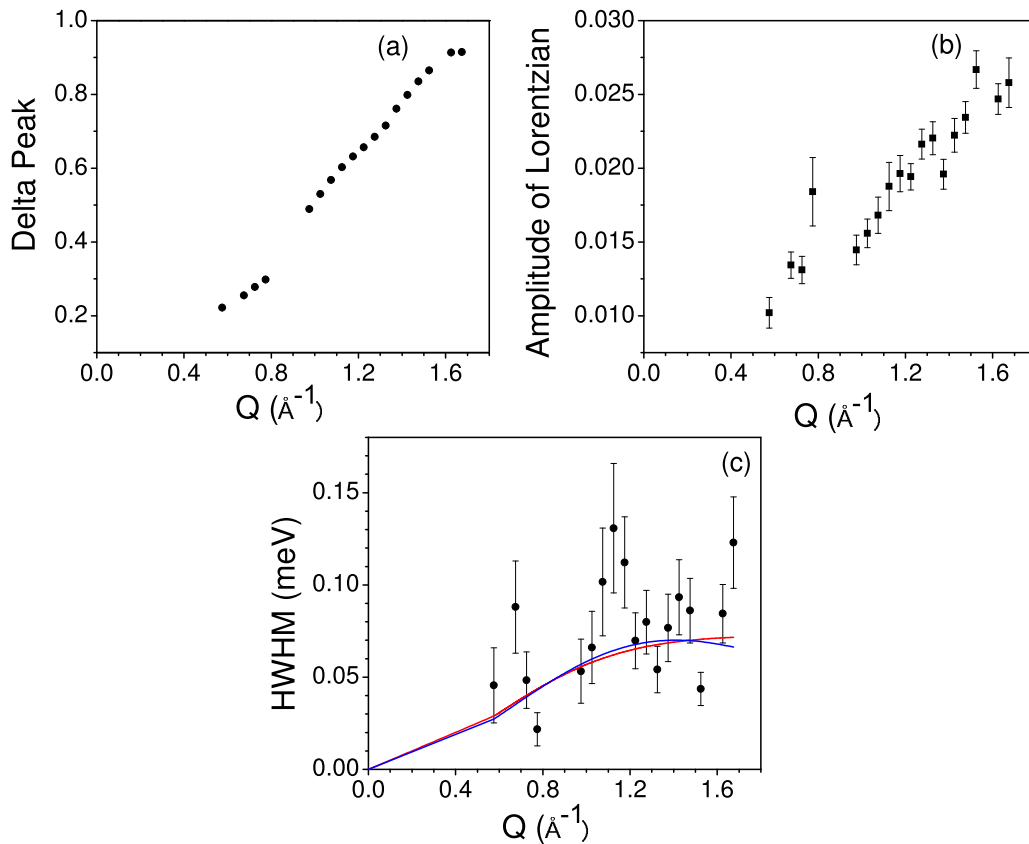 (a)
Delta Peak
1.0
0.8
0.6
0.4
0.2
0.0 0.4 0.8 1.2 1.6
Q (Å-1)
(b)
Amplitude of Lorentzian
0.030
0.025
0.020
0.015
0.010
0.0 0.4 0.8 1.2 1.6
Q (Å-1)
(c)
HWHM (meV)
0.15
0.10
0.05
0.00
0.0 0.4 0.8 1.2 1.6
Q (Å-1)